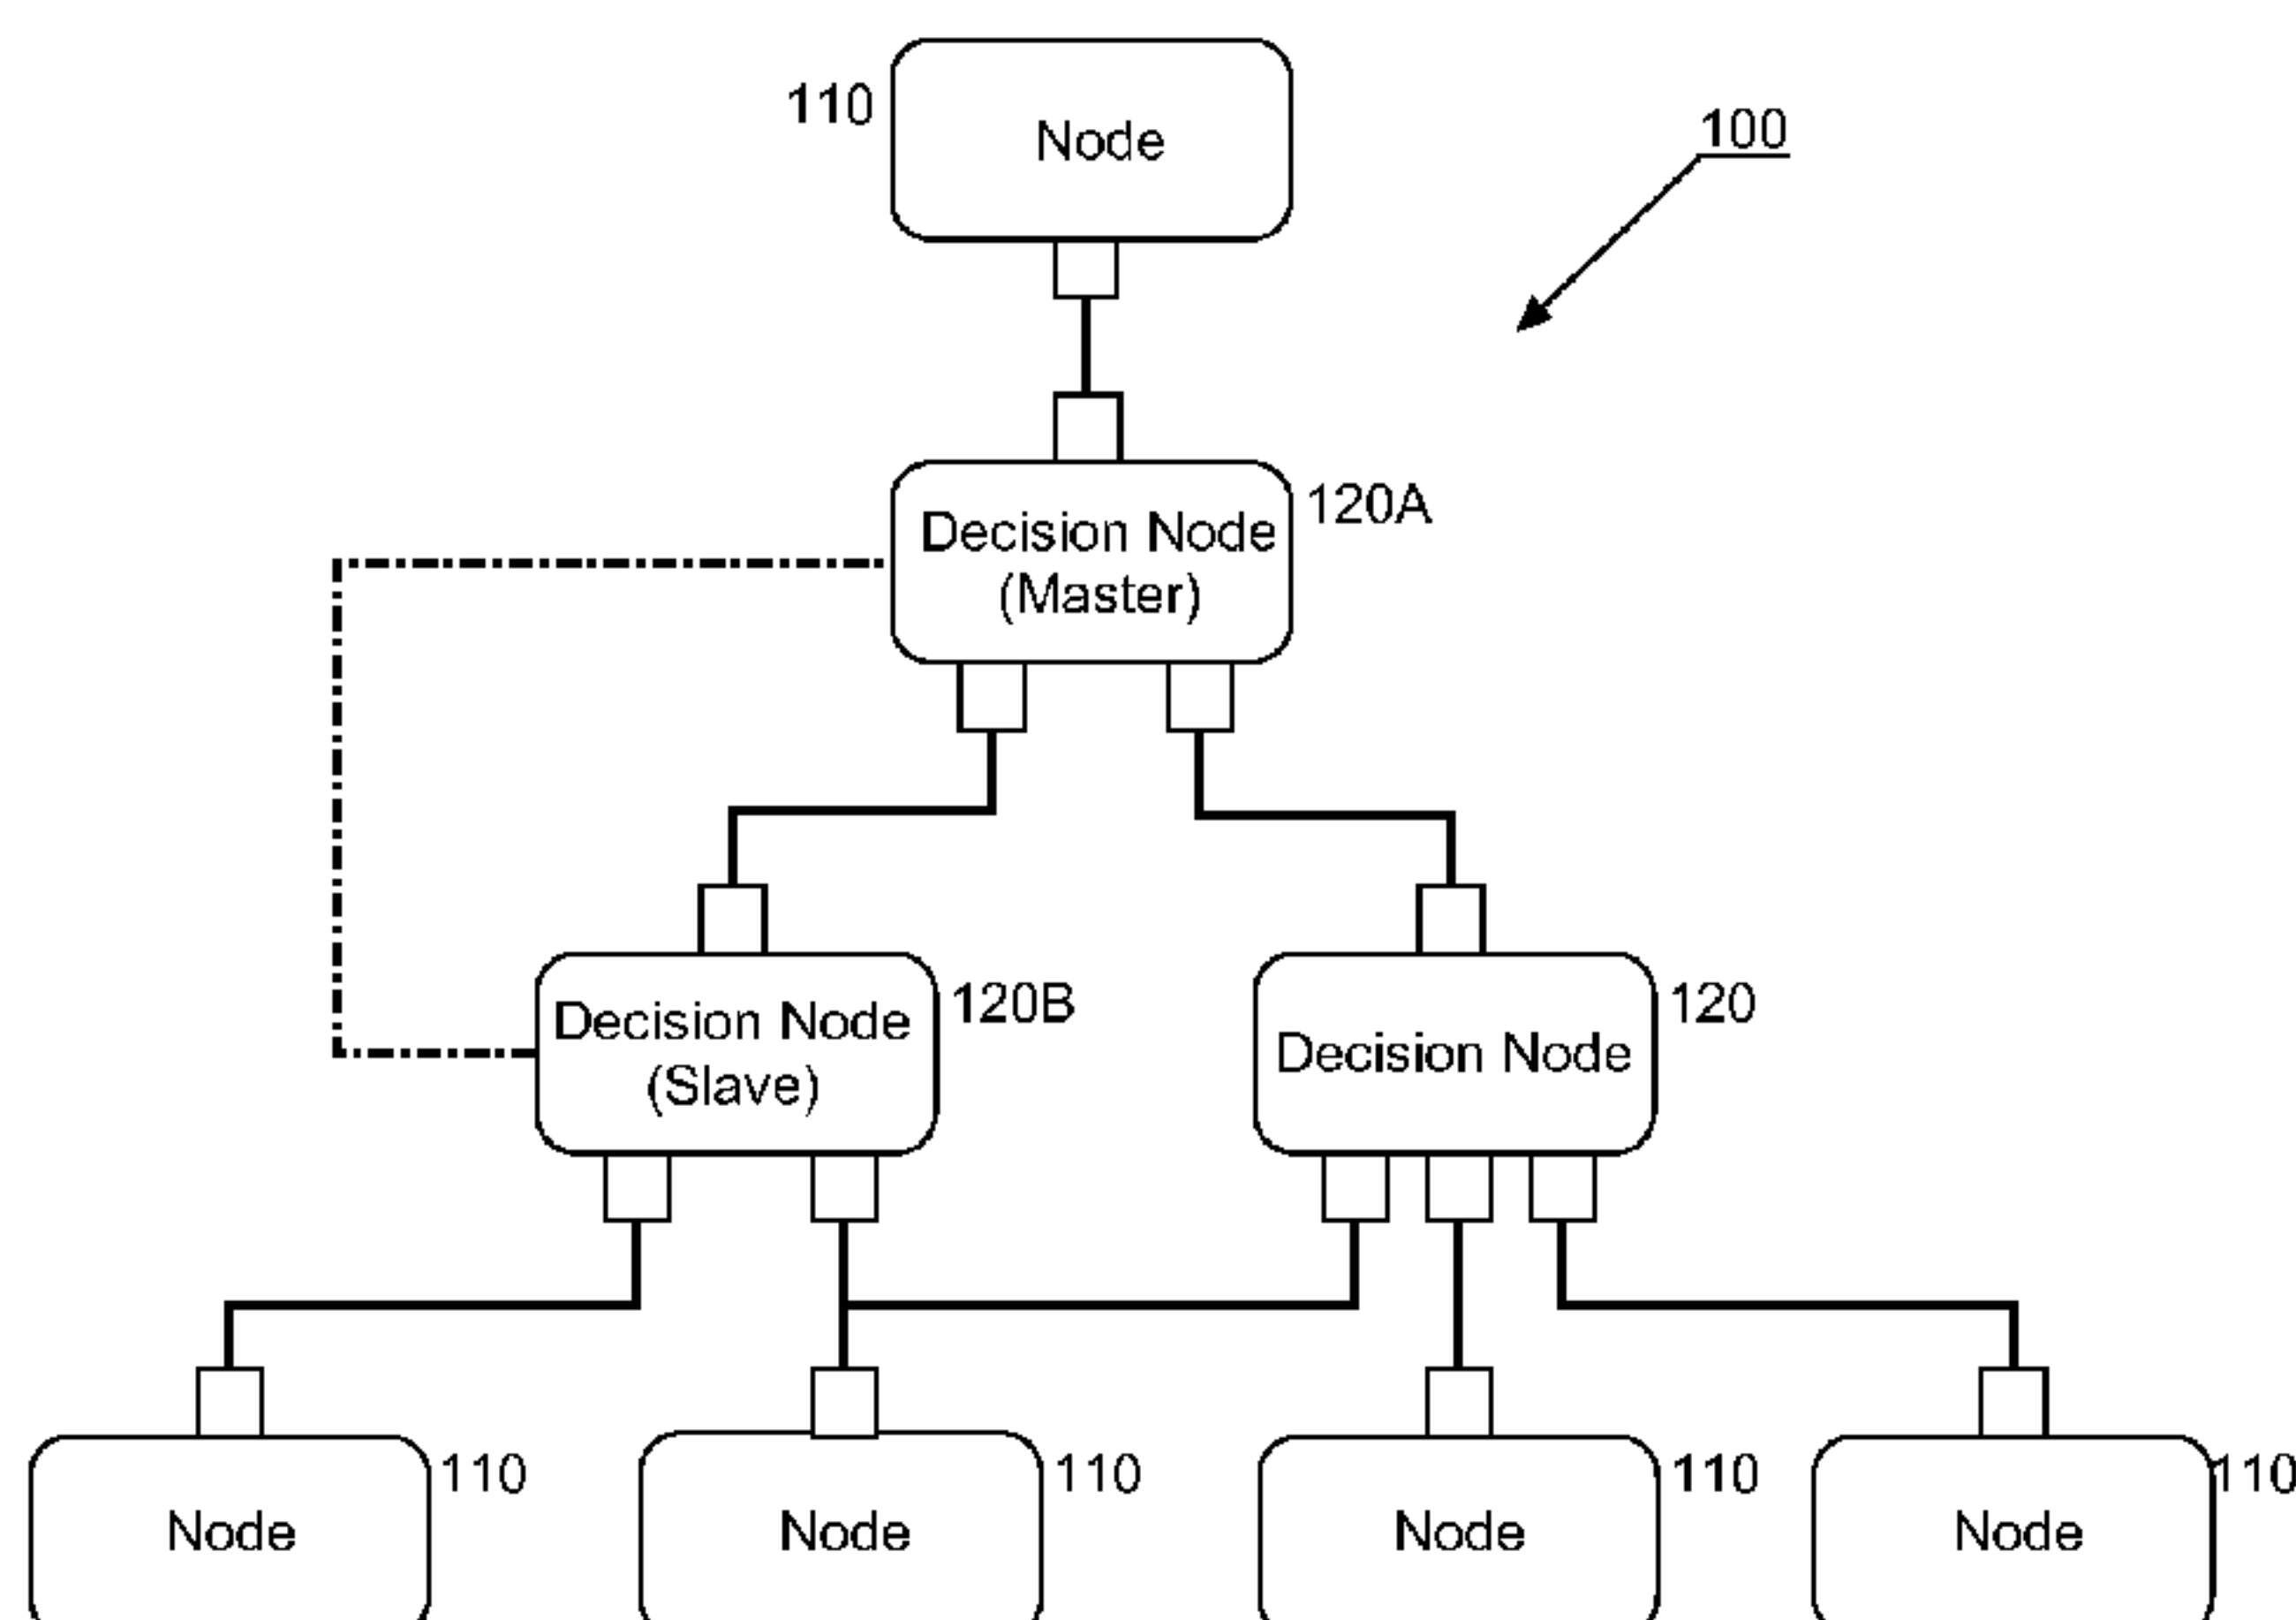 110
Node
100
Decision Node
(Master)
120A
Decision Node
(Slave)
120B
Decision Node
120
Node
110
Node
110
Node
110
Node
110